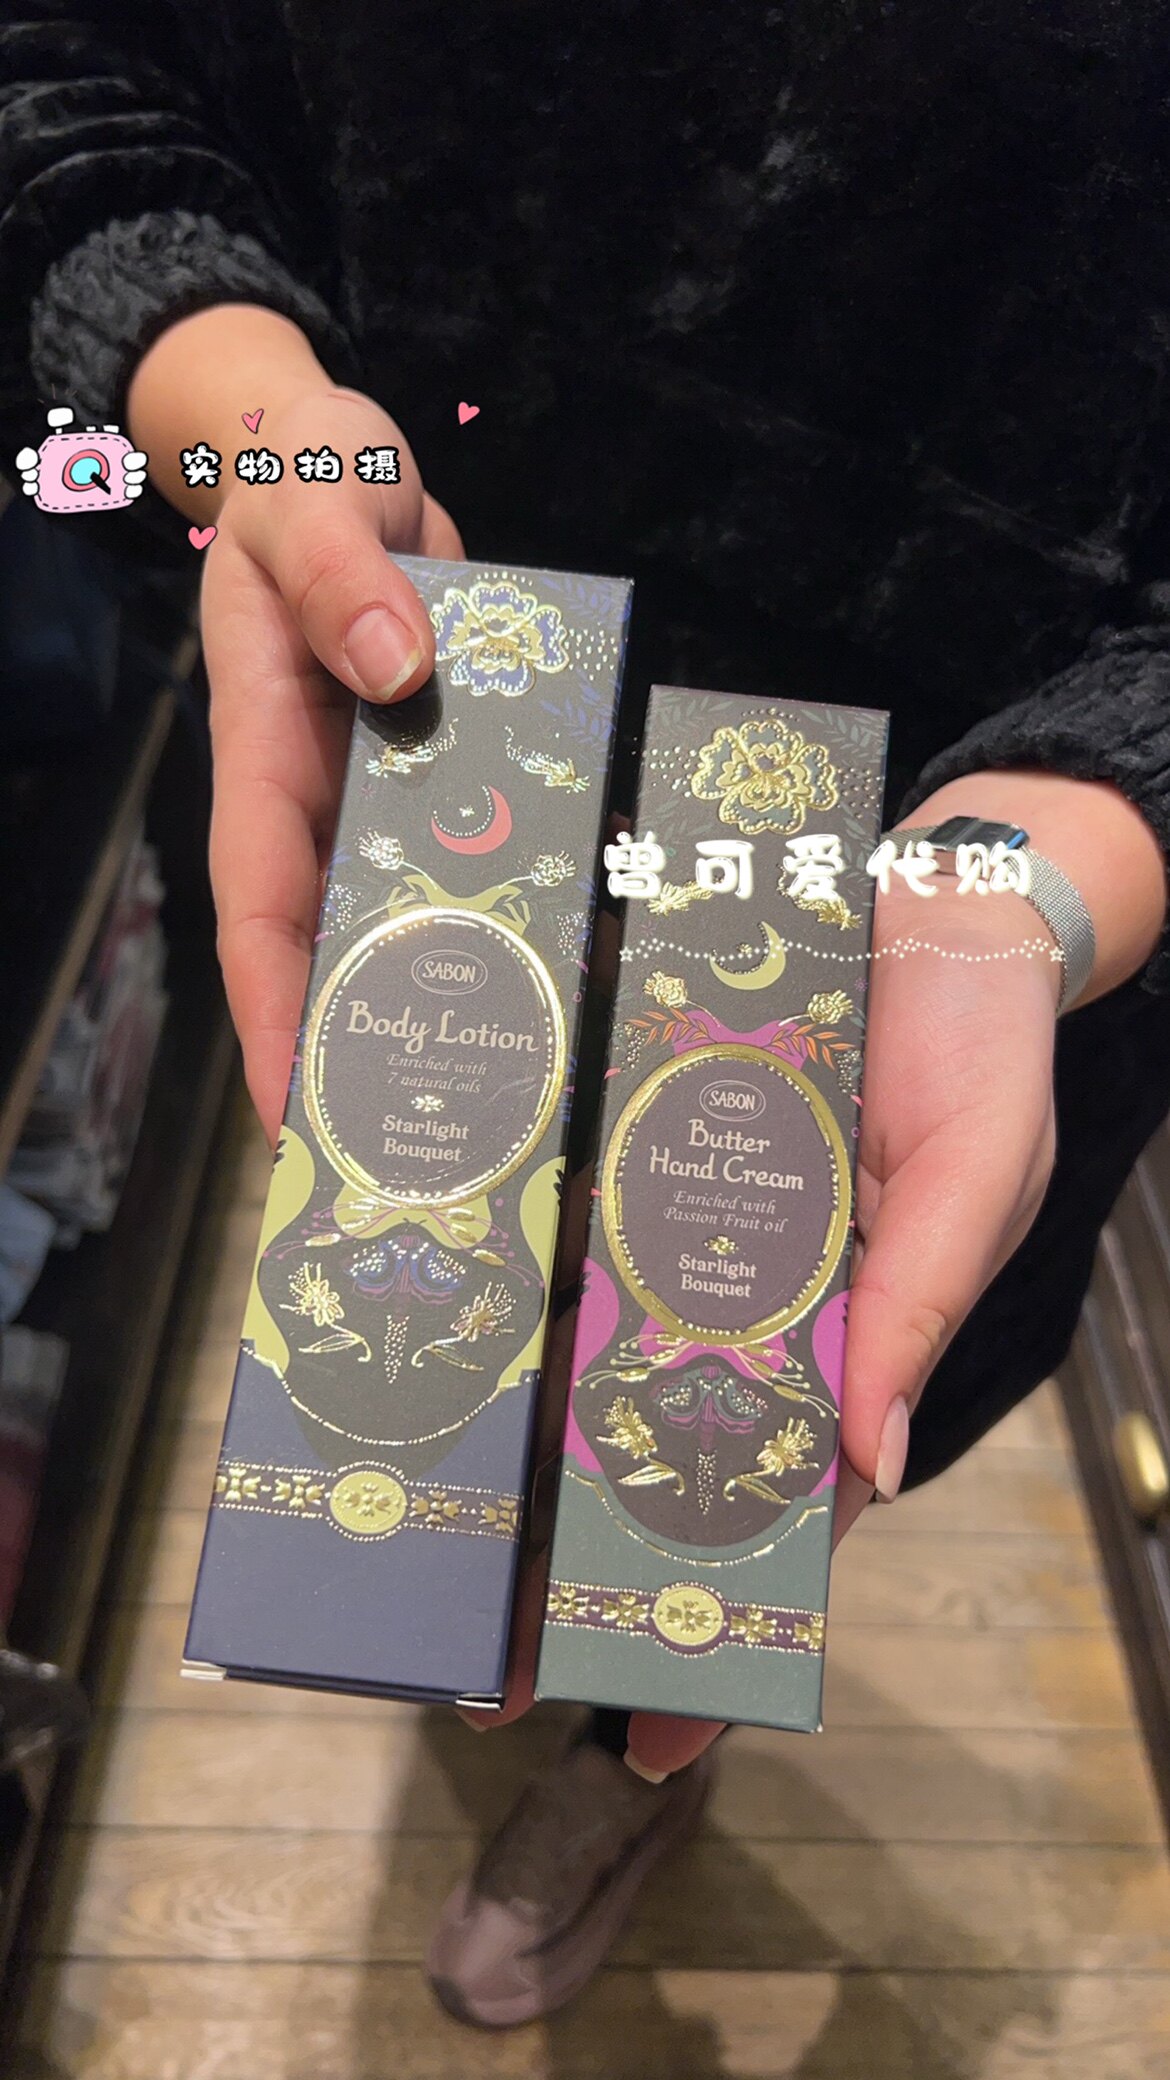 实物拍摄
曾可爱代购
SABON
Body Lotion
Enriched with
7 natural oils
Starlight
Bouquet
SABON
Butter
Hand Cream
Enriched with
Passion Fruit oil
Starlight
Bouquet